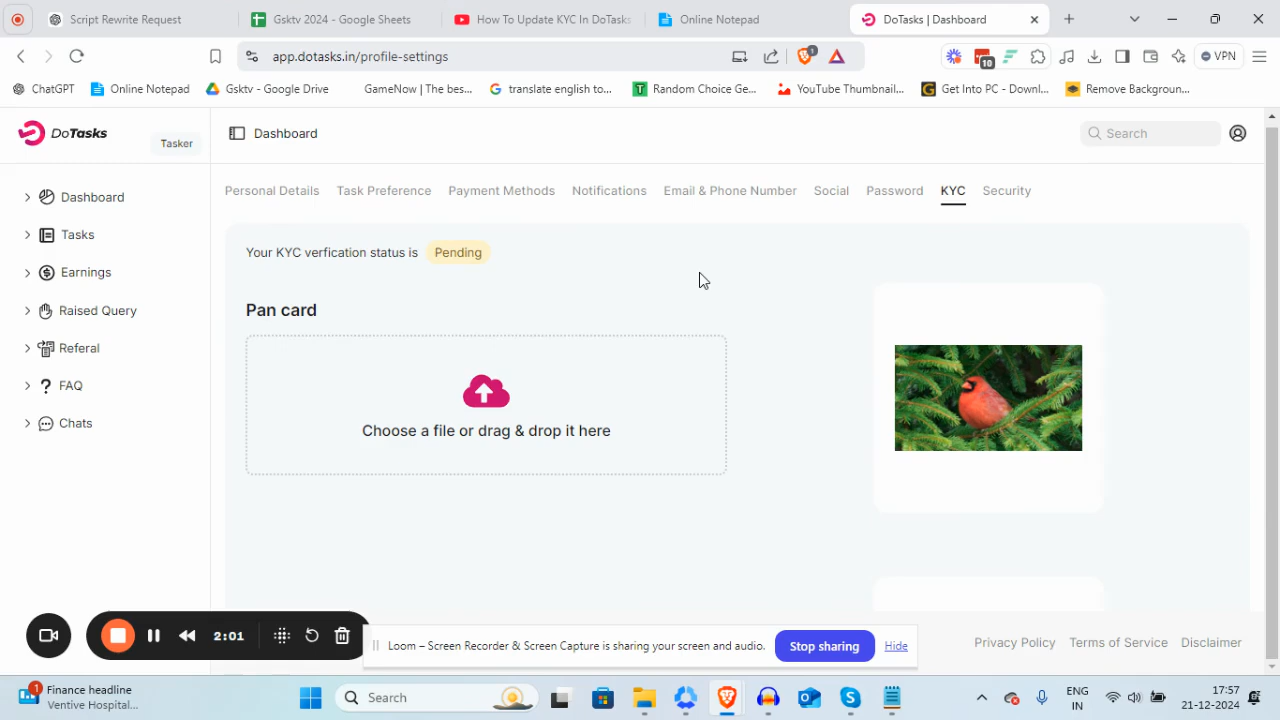 Script Rewrite Request
Gsktv 2024 - Google Sheets
How To Update KYC In DoTasks
Online Notepad
DoTasks | Dashboard
app.dotasks.in/profile-settings
1
10
VPN
ChatGPT
Online Notepad
Gsktv - Google Drive
GameNow | The bes...
translate english to...
Random Choice Ge...
YouTube Thumbnail...
Get Into PC - Downl...
Remove Backgroun...
DoTasks
Tasker
Dashboard
Search
Dashboard
Tasks
Earnings
Raised Query
Referal
FAQ
Chats
Personal Details Task Preference Payment Methods Notifications Email & Phone Number Social Password KYC Security
Your KYC verfication status is Pending
Pan card
Choose a file or drag & drop it here
2:01
Loom – Screen Recorder & Screen Capture is sharing your screen and audio. Stop sharing Hide
Privacy Policy Terms of Service Disclaimer
1
Finance headline
Ventive Hospital...
Search
ENG
IN
17:57
21-12-2024